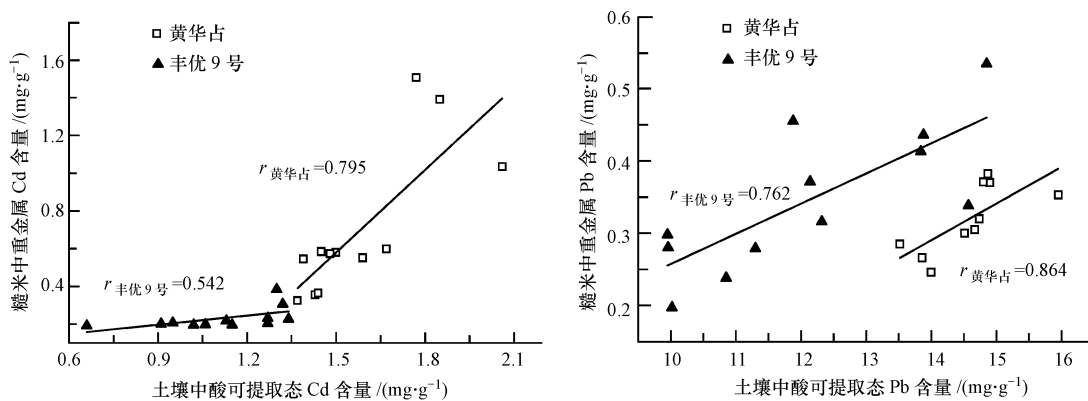 黄华占
丰优 9 号
1.6
1.2
0.8
0.4
r黄华占=0.795
r丰优 9 号=0.542
0.6
0.9
1.2
1.5
1.8
2.1
土壤中酸可提取态 Cd 含量 /(mg·g⁻¹)
糙米中重金属 Cd 含量 /(mg·g⁻¹)
黄华占
丰优 9 号
0.6
0.5
0.4
0.3
0.2
r丰优 9 号=0.762
r黄华占=0.864
10
11
12
13
14
15
16
土壤中酸可提取态 Pb 含量 /(mg·g⁻¹)
糙米中重金属 Pb 含量 /(mg·g⁻¹)